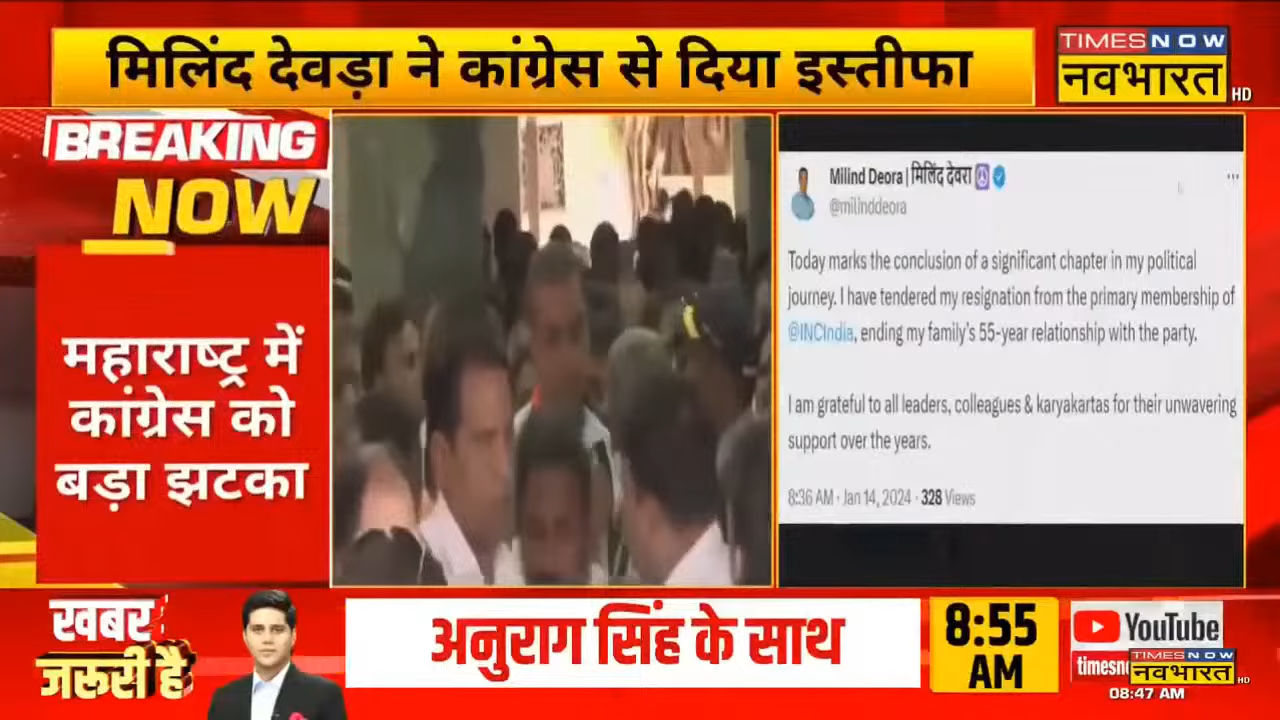 मिलिंद देवड़ा ने कांग्रेस से दिया इस्तीफा
TIMES NOW
नवभारत
HD
BREAKING
NOW
महाराष्ट्र में
कांग्रेस को
बड़ा झटका
Milind Deora | मिलिंद देवरा
@milinddeora
Today marks the conclusion of a significant chapter in my political
journey. I have tendered my resignation from the primary membership of
@INCIndia, ending my family's 55-year relationship with the party.
I am grateful to all leaders, colleagues & karyakartas for their unwavering
support over the years.
8:36 AM · Jan 14, 2024 · 328 Views
खबर
जरूरी है
अनुराग सिंह के साथ
8:55
AM
YouTube
timesno
TIMES NOW
नवभारत
HD
08:47 AM